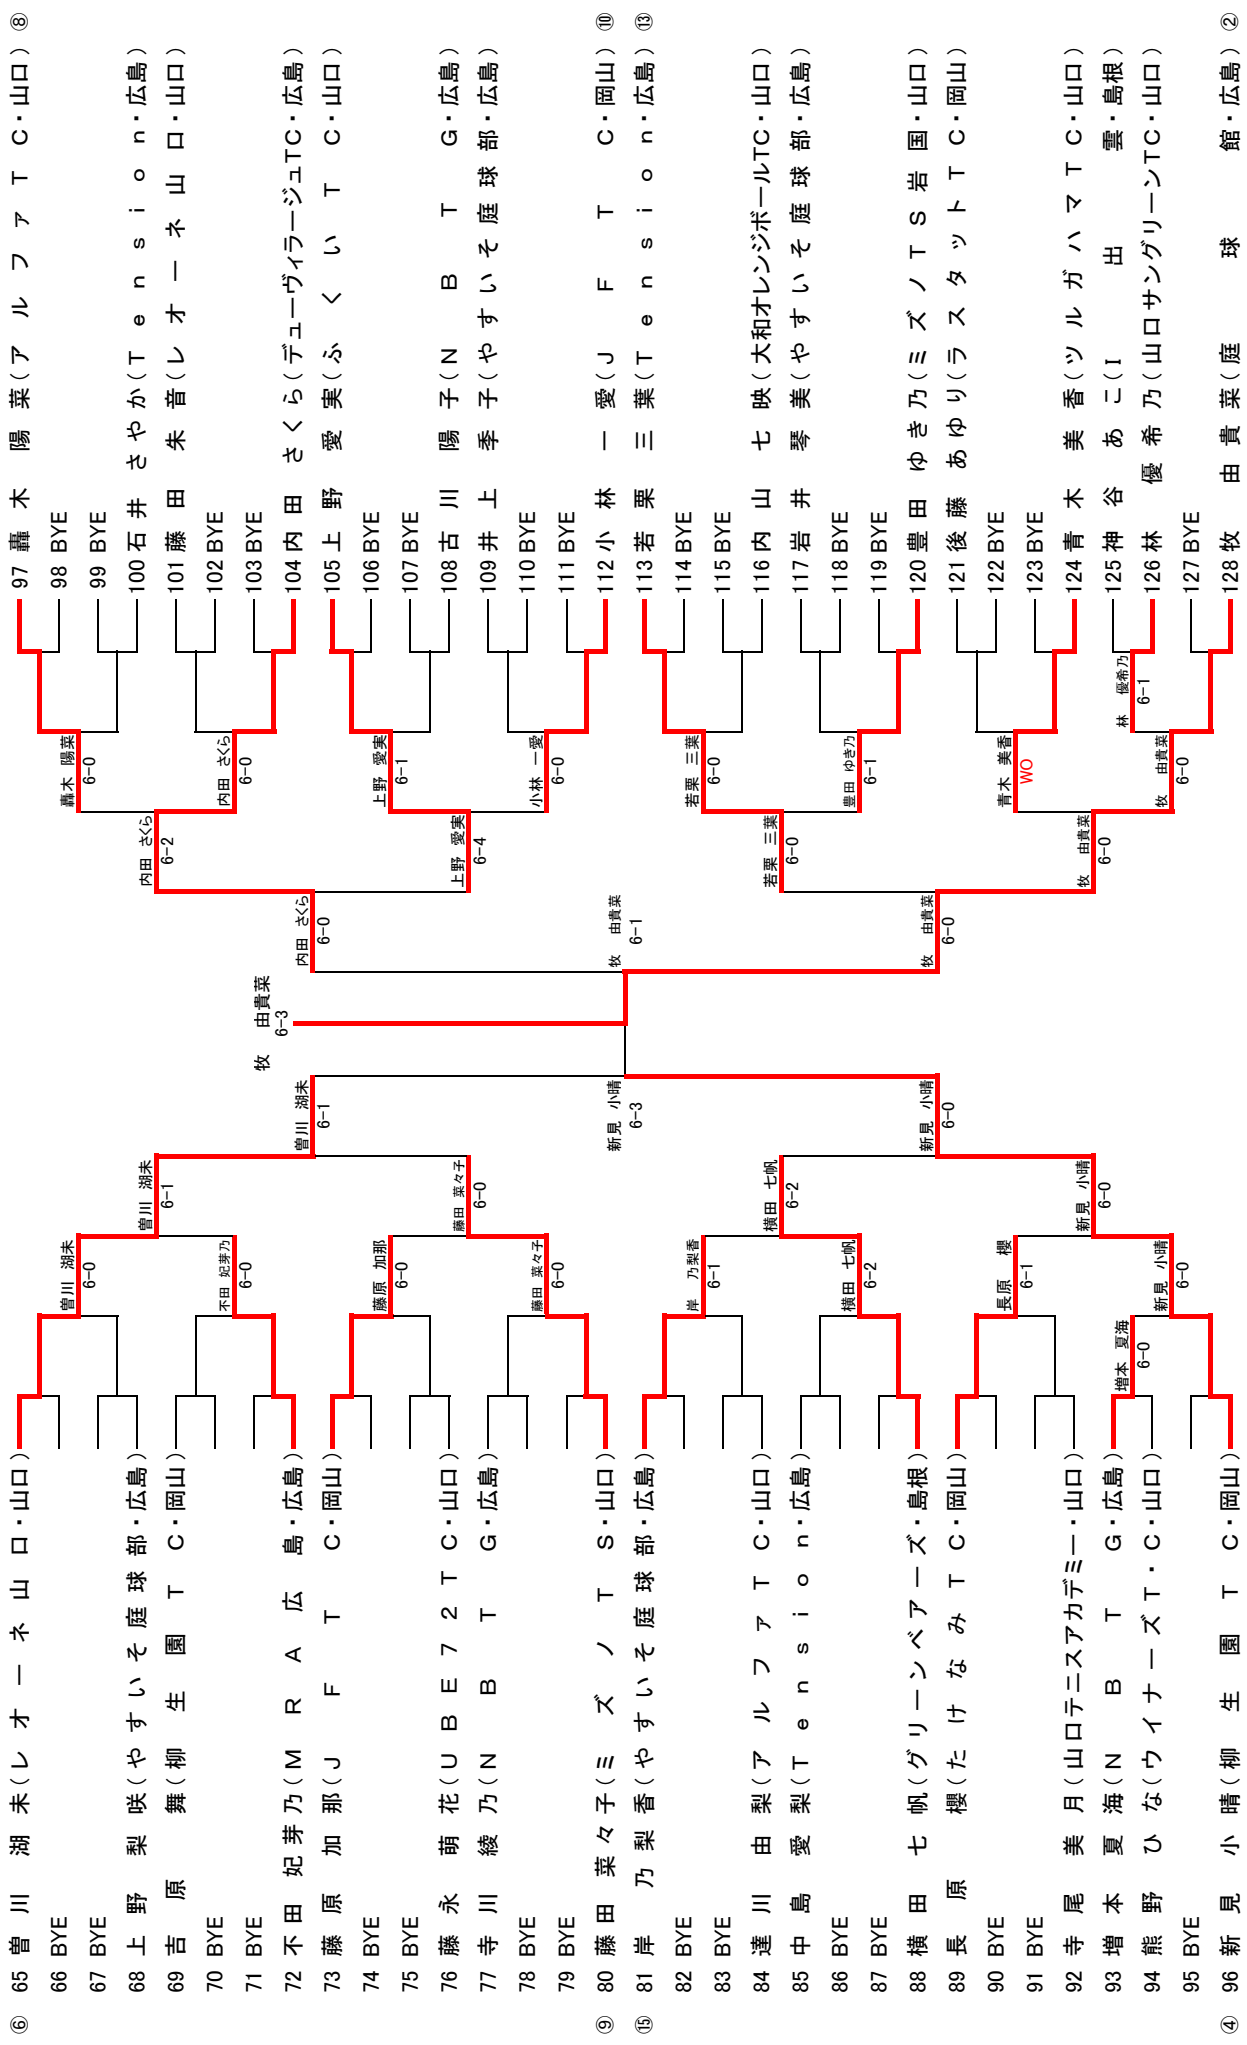 ⑥ 65 曽川 湖未(レオーネ山口・山口)
66 BYE
67 BYE
68 上野 梨咲(やすいそ庭球部・広島)
69 吉原 舞(柳生園TC・岡山)
70 BYE
71 BYE
72 不田 妃芽乃(MRA広島・広島)
73 藤原 加那(JFTC・岡山)
74 BYE
75 BYE
76 藤永 萌花(UBE72TC・山口)
77 寺川 綾乃(NBTG・広島)
78 BYE
79 BYE
⑨ 80 藤田 菜々子(ミズノTS・山口)
⑮ 81 岸 乃梨香(やすいそ庭球部・広島)
82 BYE
83 BYE
84 達川 由梨(アルファTC・山口)
85 中島 愛梨(Tension・広島)
86 BYE
87 BYE
88 横田 七帆(グリーンベアーズ・島根)
89 長原 櫻(たけなみTC・岡山)
90 BYE
91 BYE
92 寺尾 美月(山口テニスアカデミー・山口)
93 増本 夏海(NBTG・広島)
94 熊野 ひな(ウイナーズT・C・山口)
95 BYE
④ 96 新見 小晴(柳生園TC・岡山)
曽川 湖未
6-0
不田 妃芽乃
6-0
藤原 加那
6-0
藤田 菜々子
6-0
岸 乃梨香
6-1
横田 七帆
6-2
長原 櫻
6-1
増本 夏海
6-0
新見 小晴
6-0
曽川 湖未
6-1
藤田 菜々子
6-0
横田 七帆
6-2
新見 小晴
6-0
曽川 湖未
6-1
新見 小晴
6-0
新見 小晴
6-3
牧 由貴菜
6-3
牧 由貴菜
6-1
内田 さくら
6-0
牧 由貴菜
6-0
内田 さくら
6-2
上野 愛実
6-4
若栗 三葉
6-0
牧 由貴菜
6-0
轟木 陽菜
6-0
内田 さくら
6-0
上野 愛実
6-1
小林 一愛
6-0
若栗 三葉
6-0
豊田 ゆき乃
6-1
青木 美香
WO
林 優希乃
6-1
牧 由貴菜
6-0
97 轟木 陽菜(アルファTC・山口) ⑧
98 BYE
99 BYE
100 石井 さやか(Tension・広島)
101 藤田 朱音(レオーネ山口・山口)
102 BYE
103 BYE
104 内田 さくら(デューヴィラージュTC・広島)
105 上野 愛実(ふくいTC・山口)
106 BYE
107 BYE
108 古川 陽子(NBTG・広島)
109 井上 季子(やすいそ庭球部・広島)
110 BYE
111 BYE
112 小林 一愛(JFTC・岡山) ⑩
113 若栗 三葉(Tension・広島) ⑬
114 BYE
115 BYE
116 内山 七映(大和オレンジボールTC・山口)
117 岩井 琴美(やすいそ庭球部・広島)
118 BYE
119 BYE
120 豊田 ゆき乃(ミズノTS岩国・山口)
121 後藤 あゆり(ラスタットTC・岡山)
122 BYE
123 BYE
124 青木 美香(ツルガハマTC・山口)
125 神谷 あこ(I出雲・島根)
126 林 優希乃(山口サングリーンTC・山口)
127 BYE
128 牧 由貴菜(庭球館・広島) ②